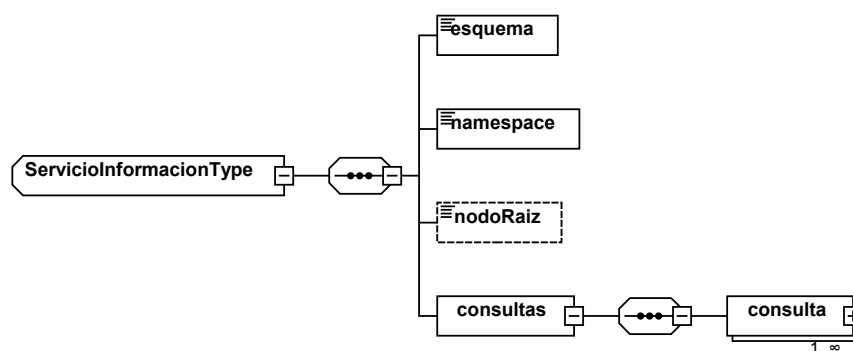 esquema
namespace
ServicioInformacionType
nodoRaiz
consultas
consulta
1 ∞